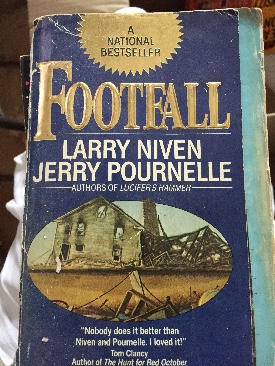 A
NATIONAL
BESTSELLER
FOOTFALL
LARRY NIVEN
JERRY POURNELLE
AUTHORS OF LUCIFER'S HAMMER
"Nobody does it better than
Niven and Pournelle. I loved it!"
Tom Clancy
Author of The Hunt for Red October